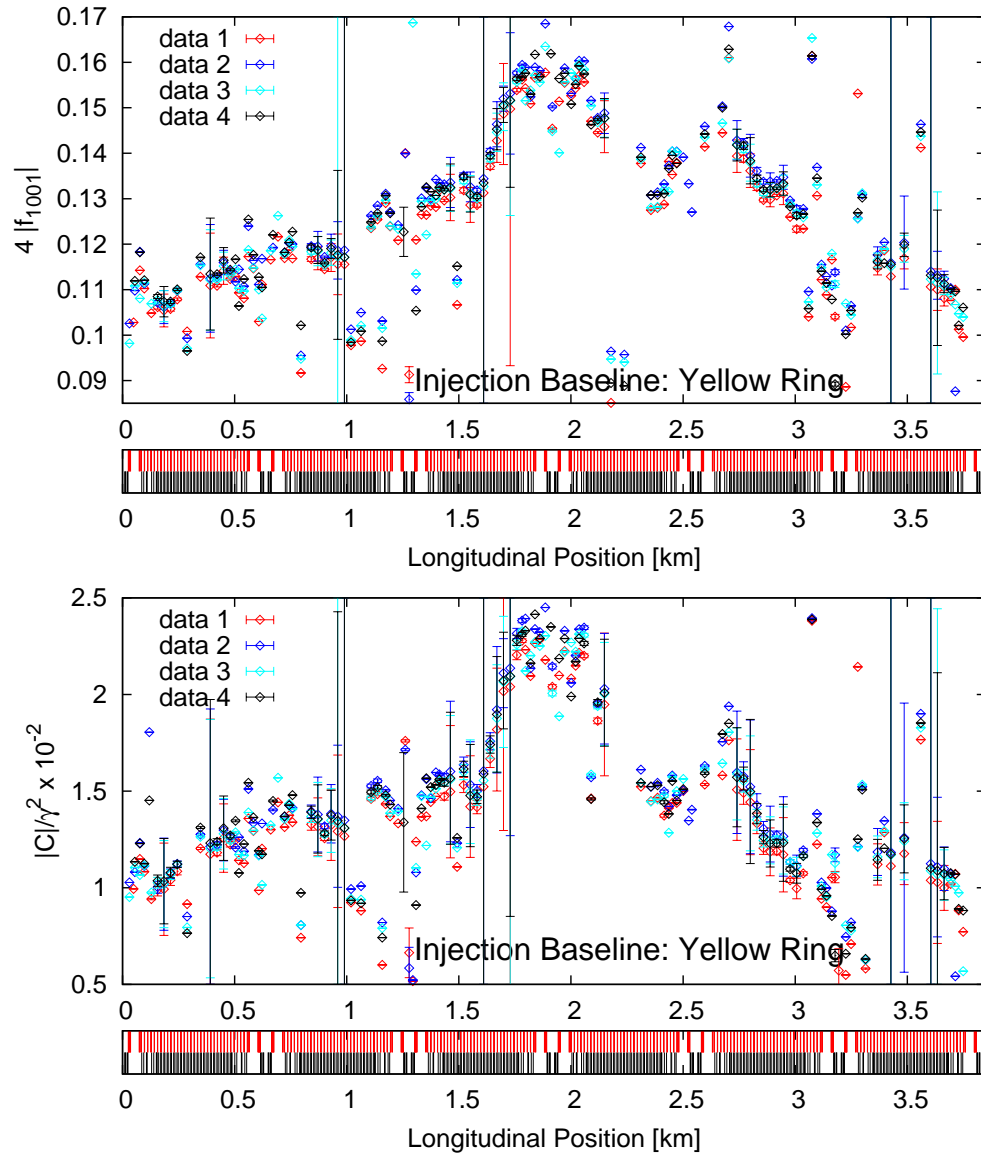 0.17
0.16
0.15
0.14
0.13
0.12
0.11
0.1
0.09
4 |f1001|
data 1
data 2
data 3
data 4
Injection Baseline: Yellow Ring
0 0.5 1 1.5 2 2.5 3 3.5
0 0.5 1 1.5 2 2.5 3 3.5
Longitudinal Position [km]
2.5
2
1.5
1
0.5
|C|/γ² x 10⁻²
data 1
data 2
data 3
data 4
Injection Baseline: Yellow Ring
0 0.5 1 1.5 2 2.5 3 3.5
0 0.5 1 1.5 2 2.5 3 3.5
Longitudinal Position [km]